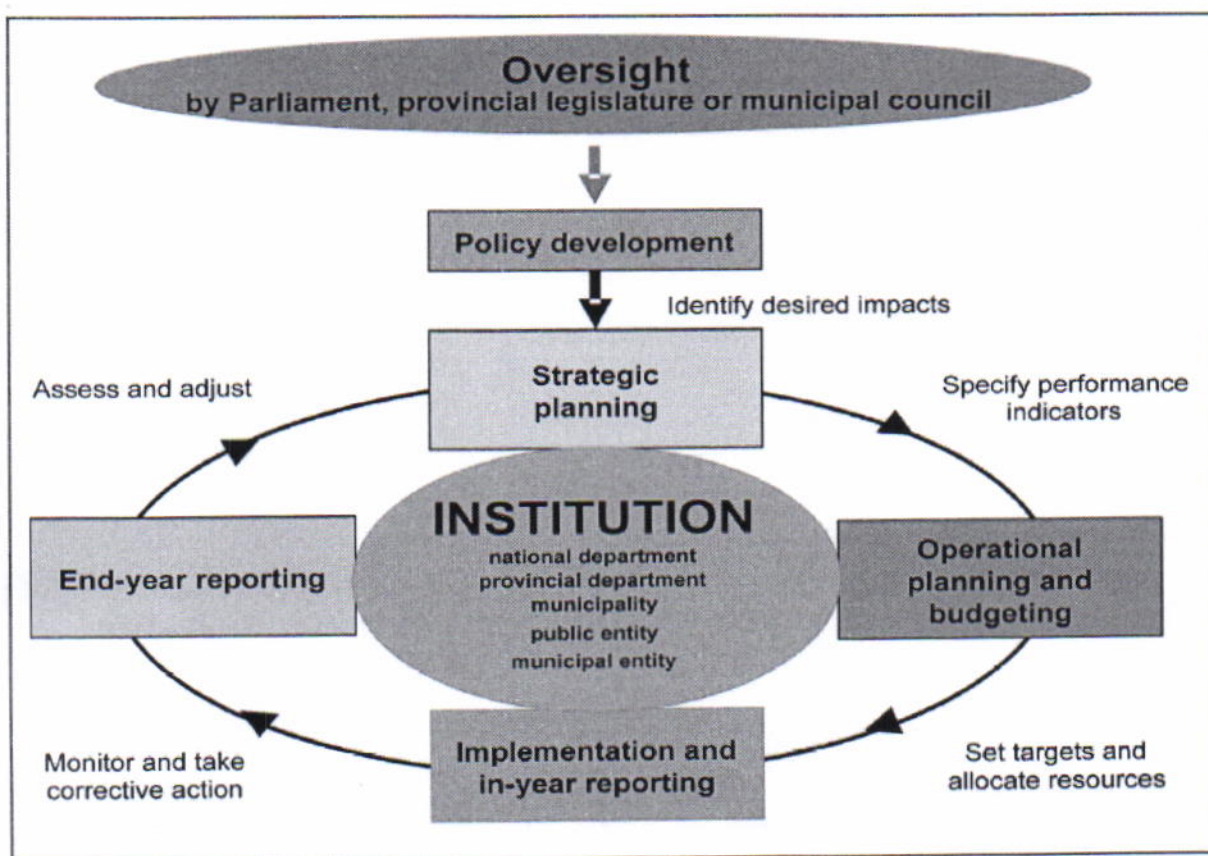 Oversight
by Parliament, provincial legislature or municipal council
Policy development
Identify desired impacts
Strategic
planning
Assess and adjust
Specify performance
indicators
INSTITUTION
national department
provincial department
municipality
public entity
municipal entity
End-year reporting
Operational
planning and
budgeting
Implementation and
in-year reporting
Monitor and take
corrective action
Set targets and
allocate resources